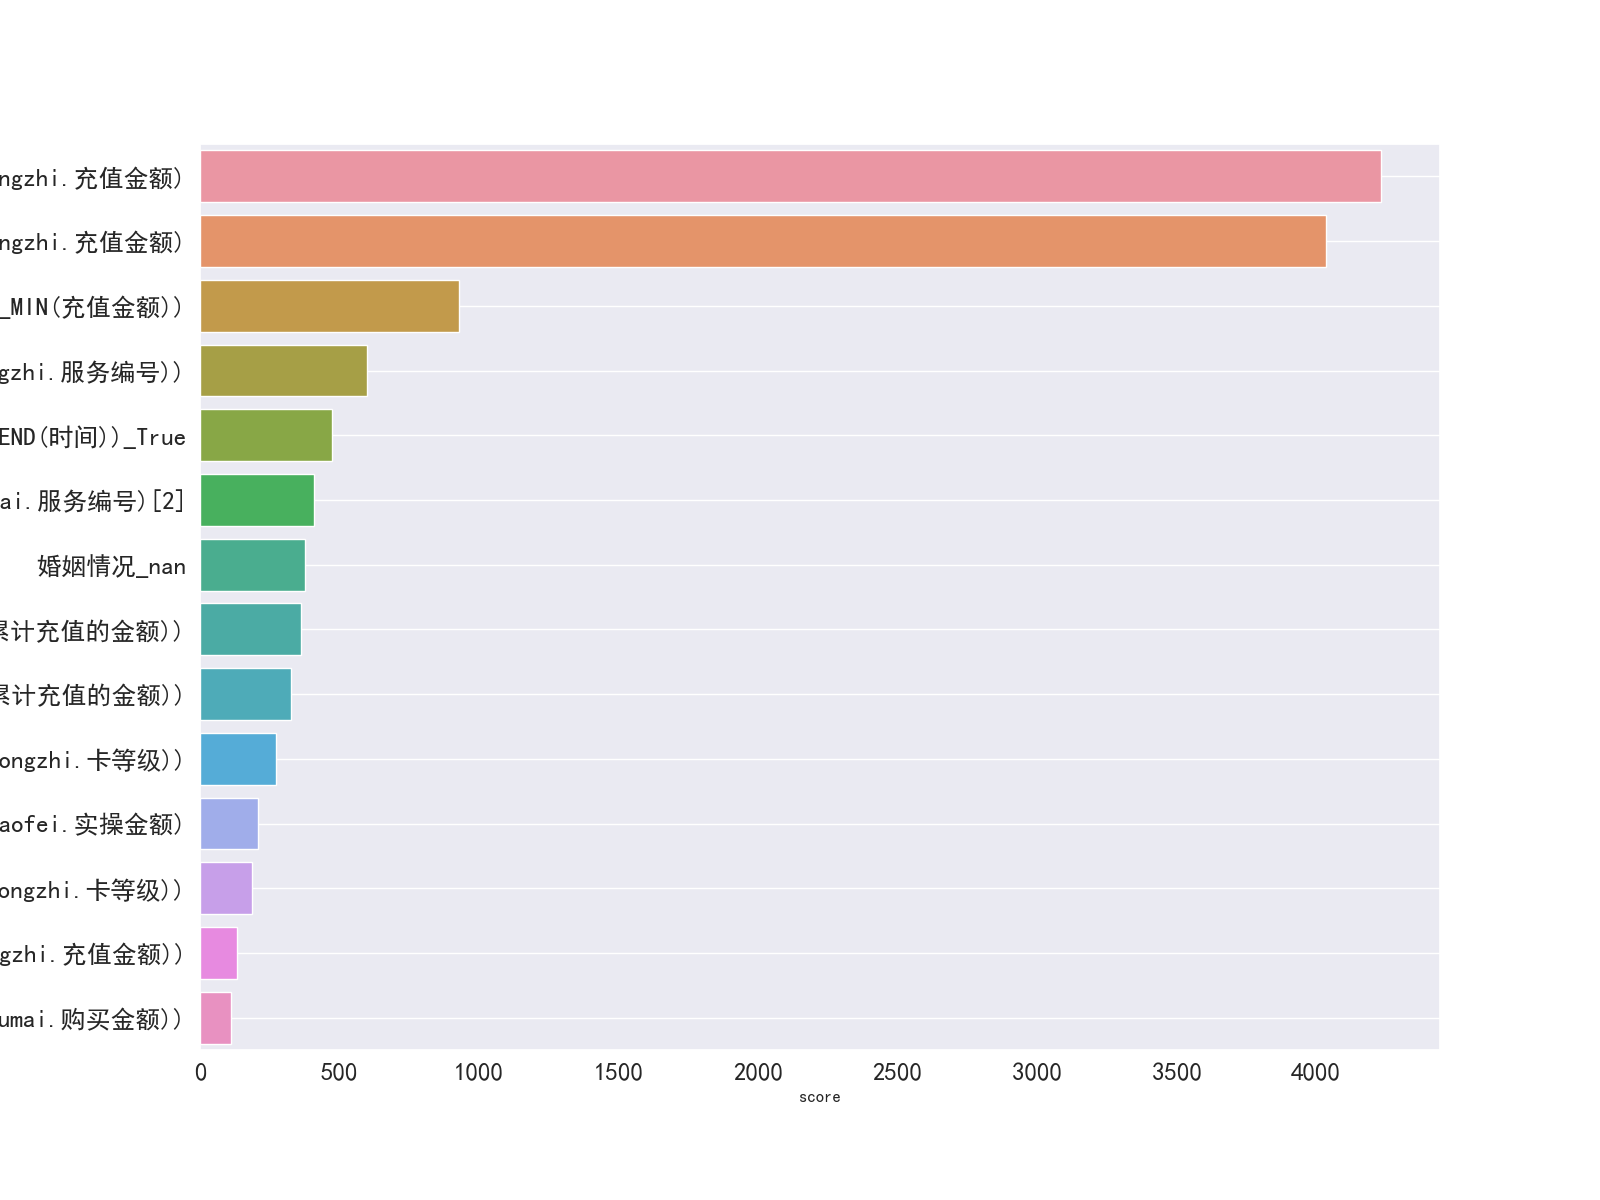 ngzhi.充值金额)
ngzhi.充值金额)
_MIN(充值金额))
gzhi.服务编号))
END(时间))_True
ai.服务编号)[2]
婚姻情况_nan
累计充值的金额))
累计充值的金额))
ongzhi.卡等级))
aofei.实操金额)
ongzhi.卡等级))
gzhi.充值金额))
umai.购买金额))
0 500 1000 1500 2000 2500 3000 3500 4000
score